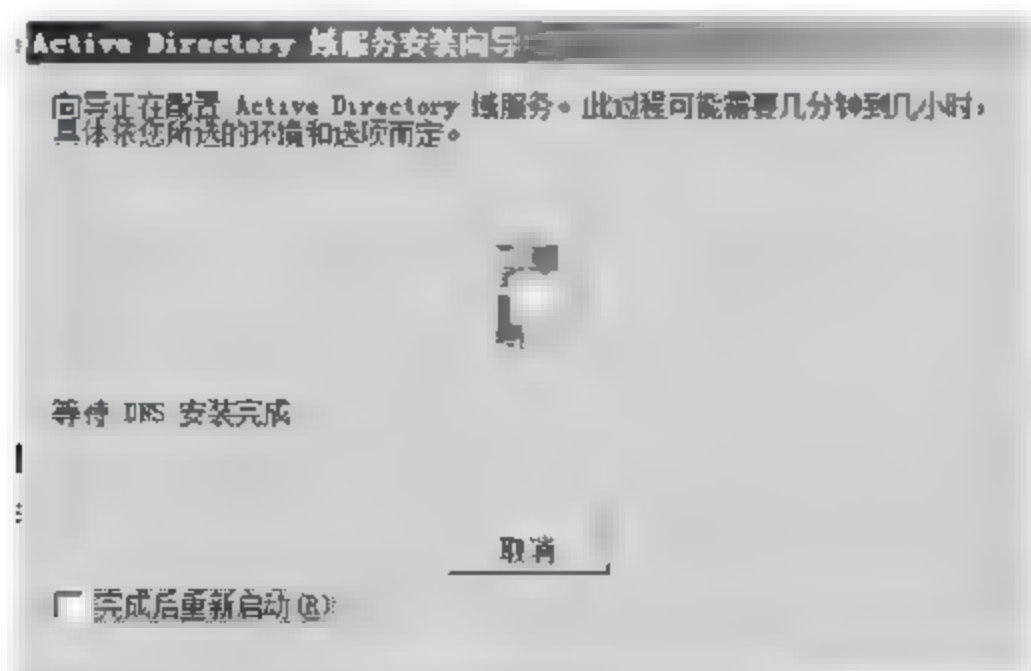 Active Directory 域服务安装向导
向导正在配置 Active Directory 域服务。此过程可能需要几分钟到几小时，
具体依您所选的环境和选项而定。
等待 DNS 安装完成
取消
完成后重新启动(R)